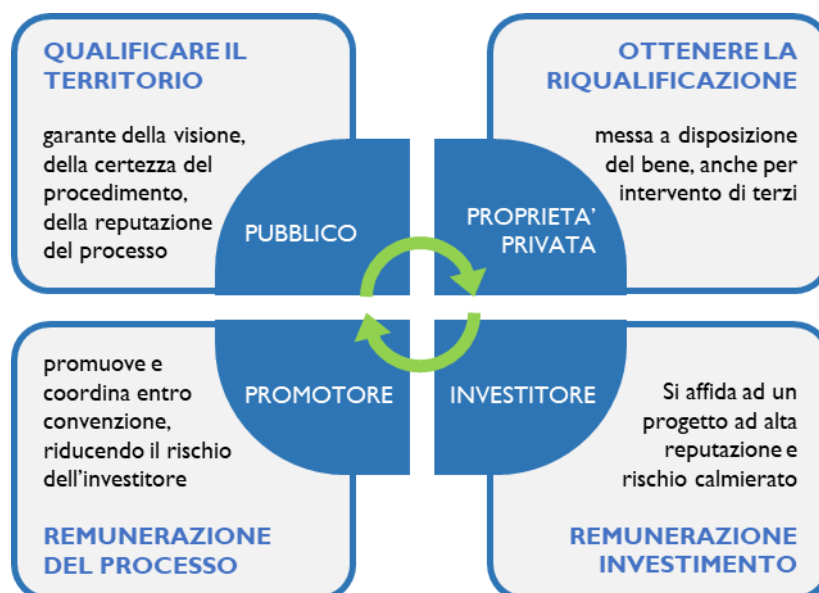 QUALIFICARE IL
TERRITORIO
garante della visione,
della certezza del
procedimento,
della reputazione
del processo
PUBBLICO
OTTENERE LA
RIQUALIFICAZIONE
messa a disposizione
del bene, anche per
intervento di terzi
PROPRIETA’
PRIVATA
promuove e
coordina entro
convenzione,
riducendo il rischio
dell’investitore
PROMOTORE
REMUNERAZIONE
DEL PROCESSO
INVESTITORE
Si affida ad un
progetto ad alta
reputazione e
rischio calmierato
REMUNERAZIONE
INVESTIMENTO